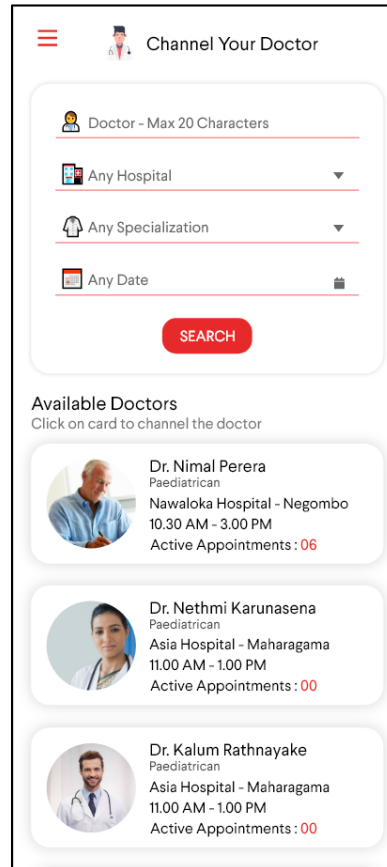 Channel Your Doctor
Doctor - Max 20 Characters
Any Hospital
Any Specialization
Any Date
SEARCH
Available Doctors
Click on card to channel the doctor
Dr. Nimal Perera
Paediatrican
Nawaloka Hospital - Negombo
10.30 AM - 3.00 PM
Active Appointments : 06
Dr. Nethmi Karunasena
Paediatrican
Asia Hospital - Maharagama
11.00 AM - 1.00 PM
Active Appointments : 00
Dr. Kalum Rathnayake
Paediatrican
Asia Hospital - Maharagama
11.00 AM - 1.00 PM
Active Appointments : 00